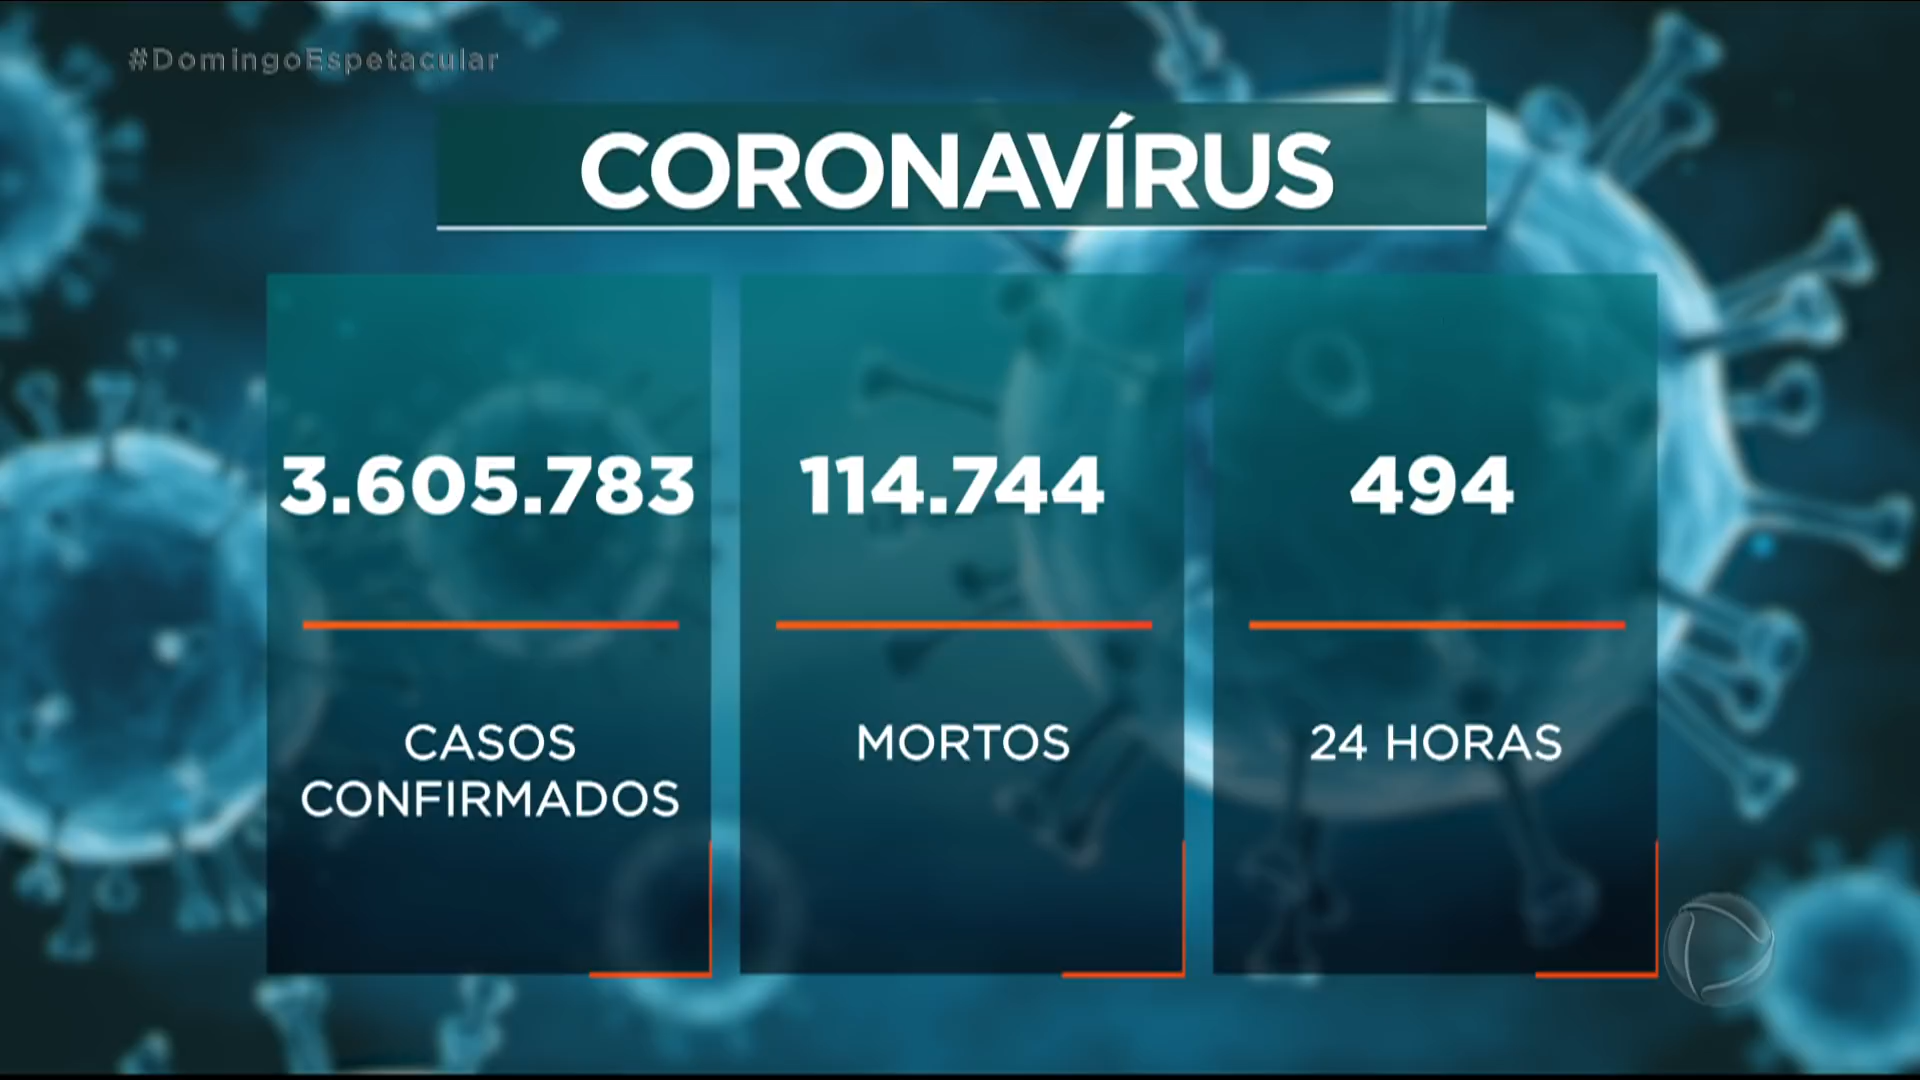 #DomingoEspetacular
CORONAVÍRUS
3.605.783
114.744
494
CASOS
CONFIRMADOS
MORTOS
24 HORAS